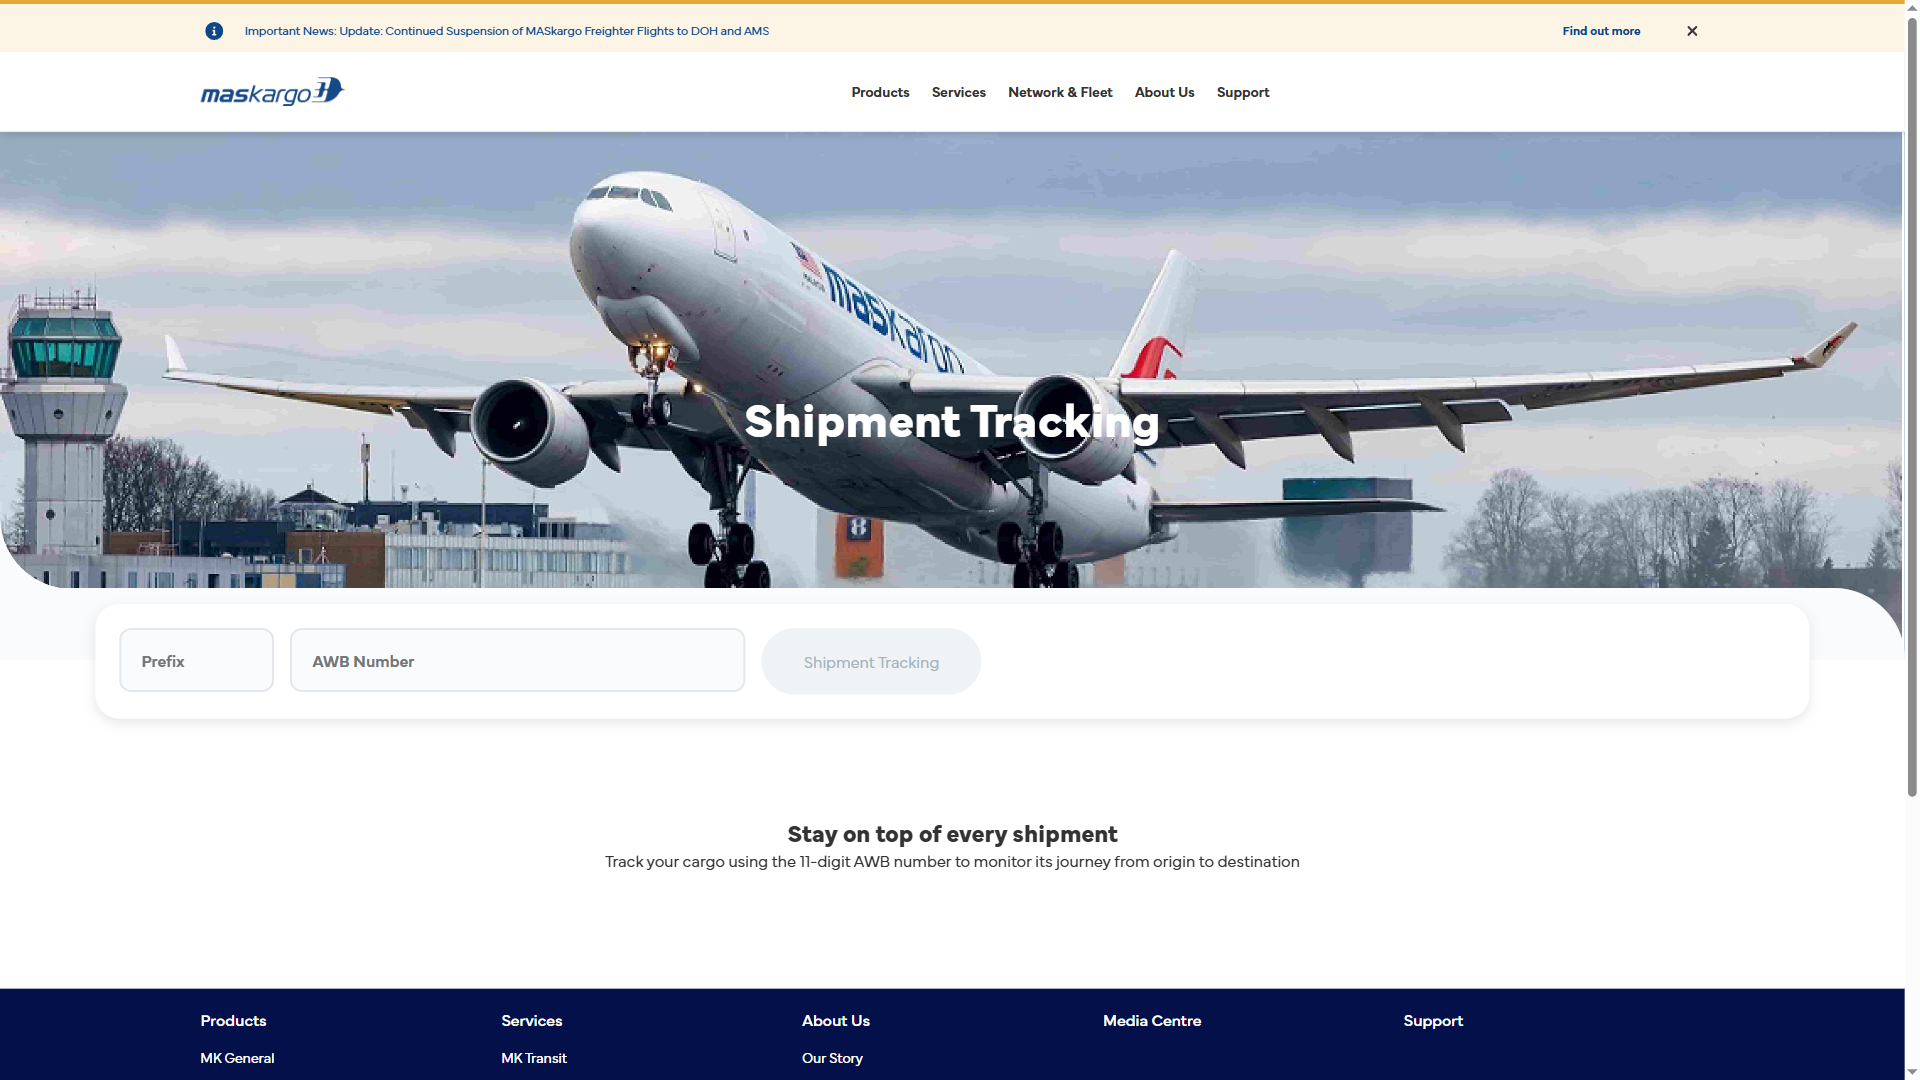 Important News: Update: Continued Suspension of MASkargo Freighter Flights to DOH and AMS
Find out more
maskargo
Products
Services
Network & Fleet
About Us
Support
maskargo
8
Shipment Tracking
Prefix
AWB Number
Shipment Tracking
Stay on top of every shipment
Track your cargo using the 11-digit AWB number to monitor its journey from origin to destination
Products
Services
About Us
Media Centre
Support
MK General
MK Transit
Our Story